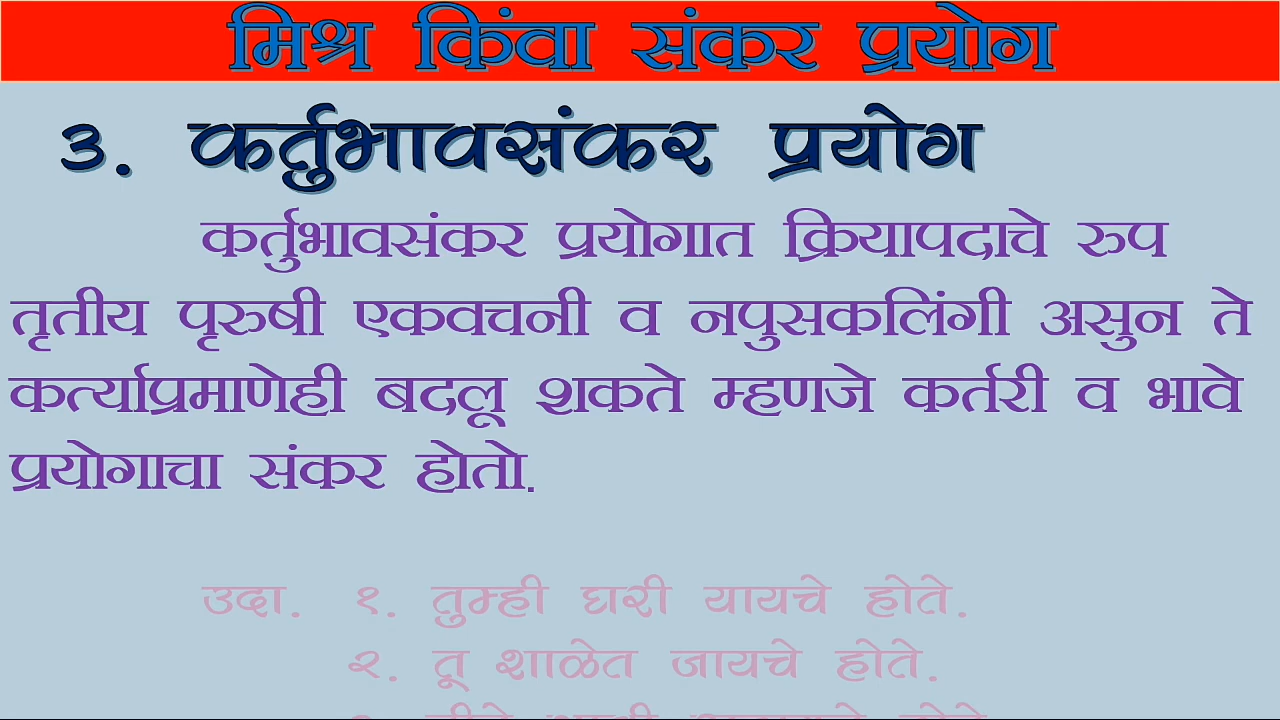 मिश्र किंवा संकर प्रयोग
३. कर्तुभावसंकर प्रयोग
कर्तुभावसंकर प्रयोगात क्रियापदाचे रुप
तृतीय पृरुषी एकवचनी व नपुसकलिंगी असुन ते
कर्त्याप्रमाणेही बदलू शकते म्हणजे कर्तरी व भावे
प्रयोगाचा संकर होतो.
उदा. १. तुम्ही घरी यायचे होते.
२. तू शाळेत जायचे होते.